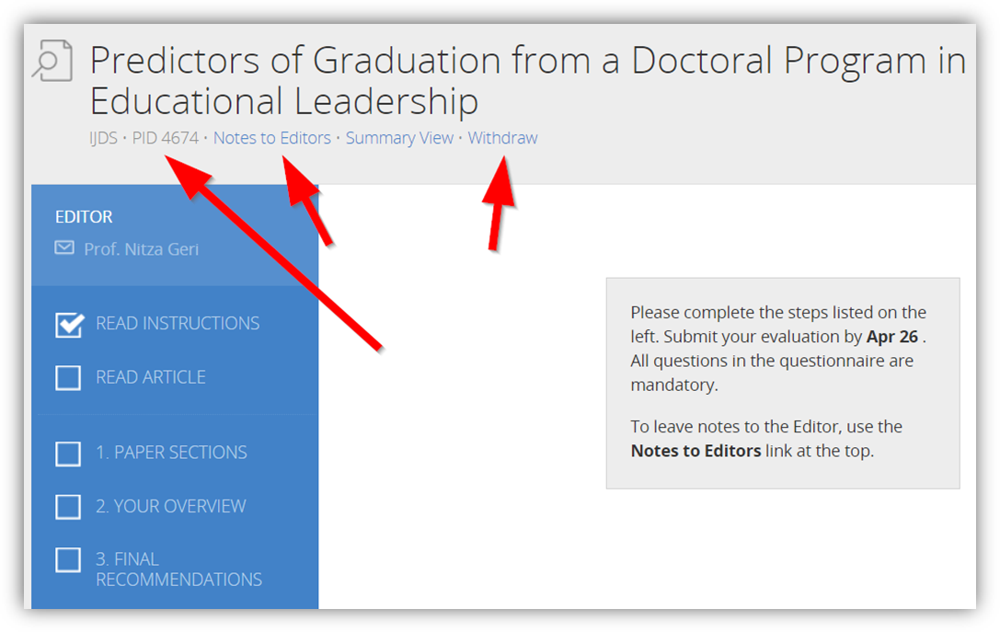 Predictors of Graduation from a Doctoral Program in
Educational Leadership
IJDS · PID 4674 · Notes to Editors · Summary View · Withdraw
EDITOR
Prof. Nitza Geri
READ INSTRUCTIONS
READ ARTICLE
1. PAPER SECTIONS
2. YOUR OVERVIEW
3. FINAL
RECOMMENDATIONS
Please complete the steps listed on the
left. Submit your evaluation by Apr 26 .
All questions in the questionnaire are
mandatory.
To leave notes to the Editor, use the
Notes to Editors link at the top.